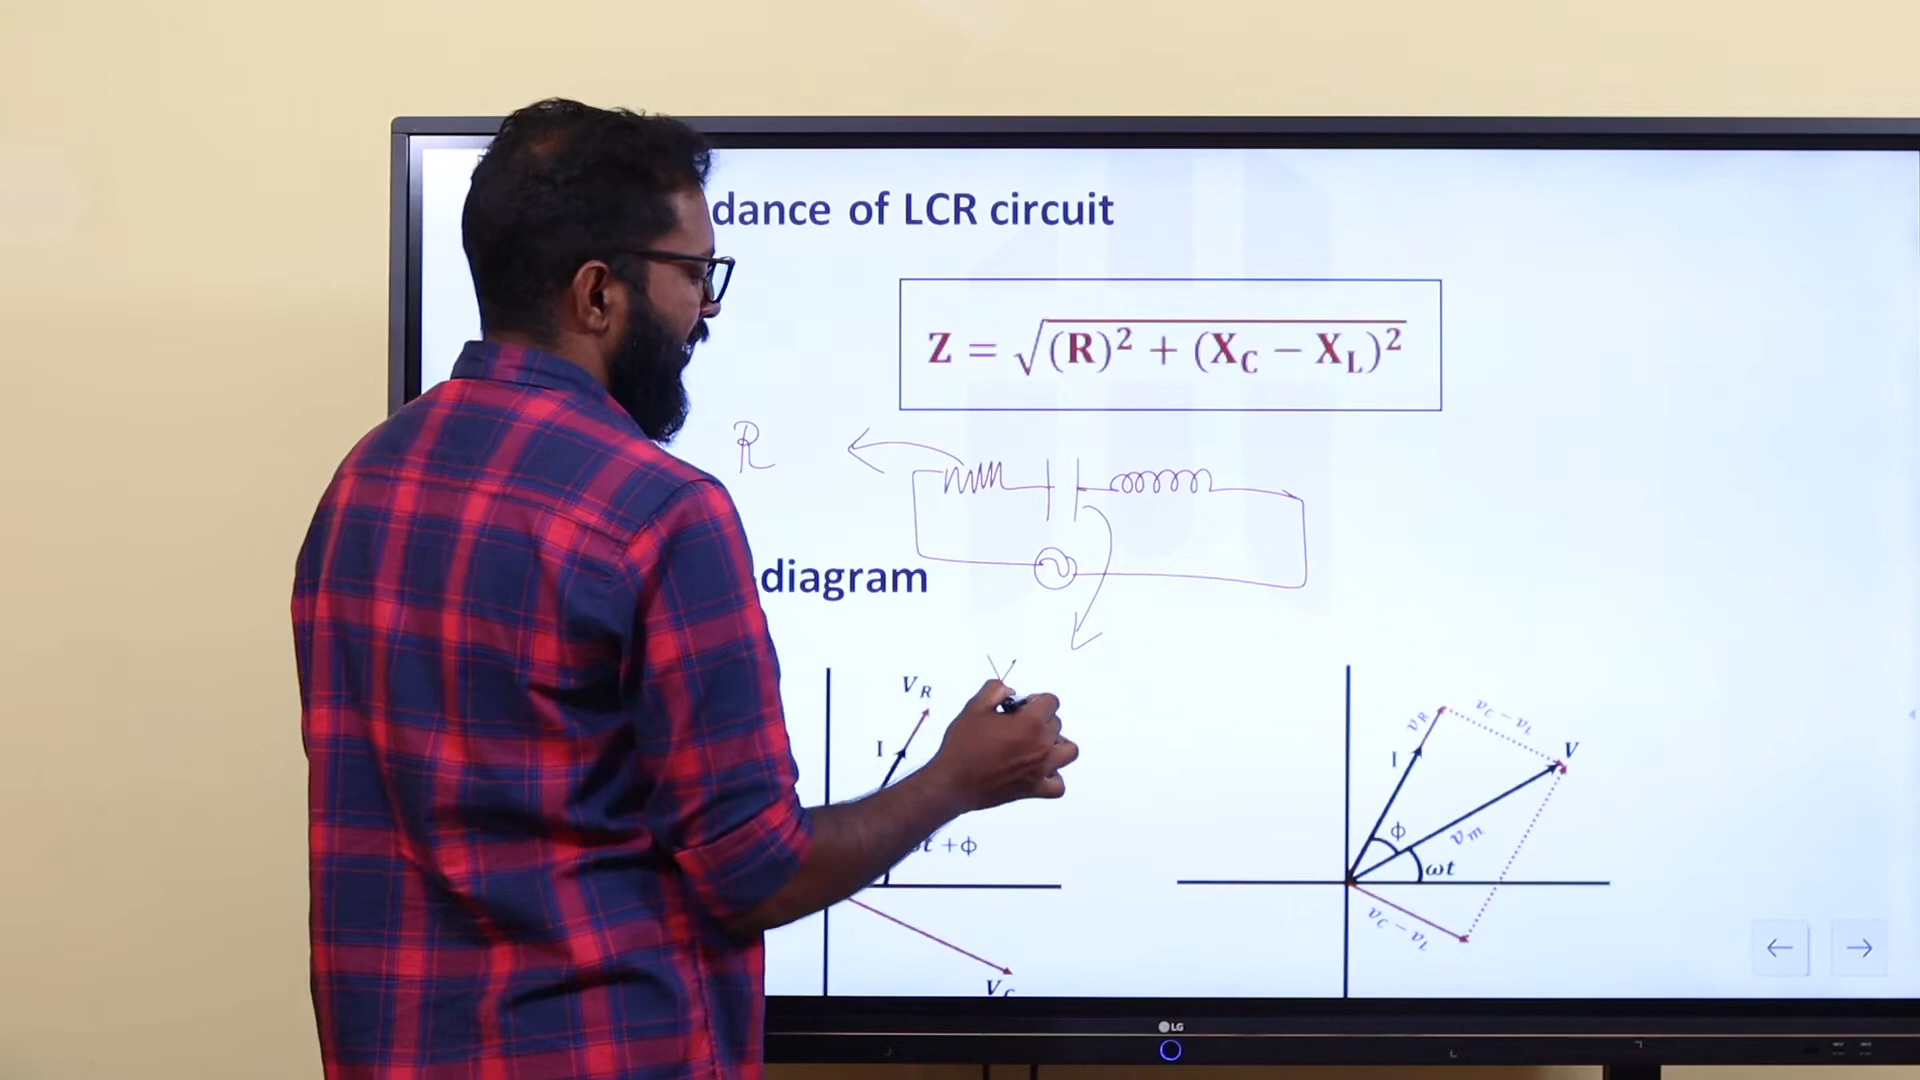 dance of LCR circuit
Z = √(R)² + (X_C − X_L)²
R
diagram
V_R
I
t + ϕ
V_C
v_R
v_C − v_L
I
V
ϕ
v_m
ωt
v_C − v_L
LG